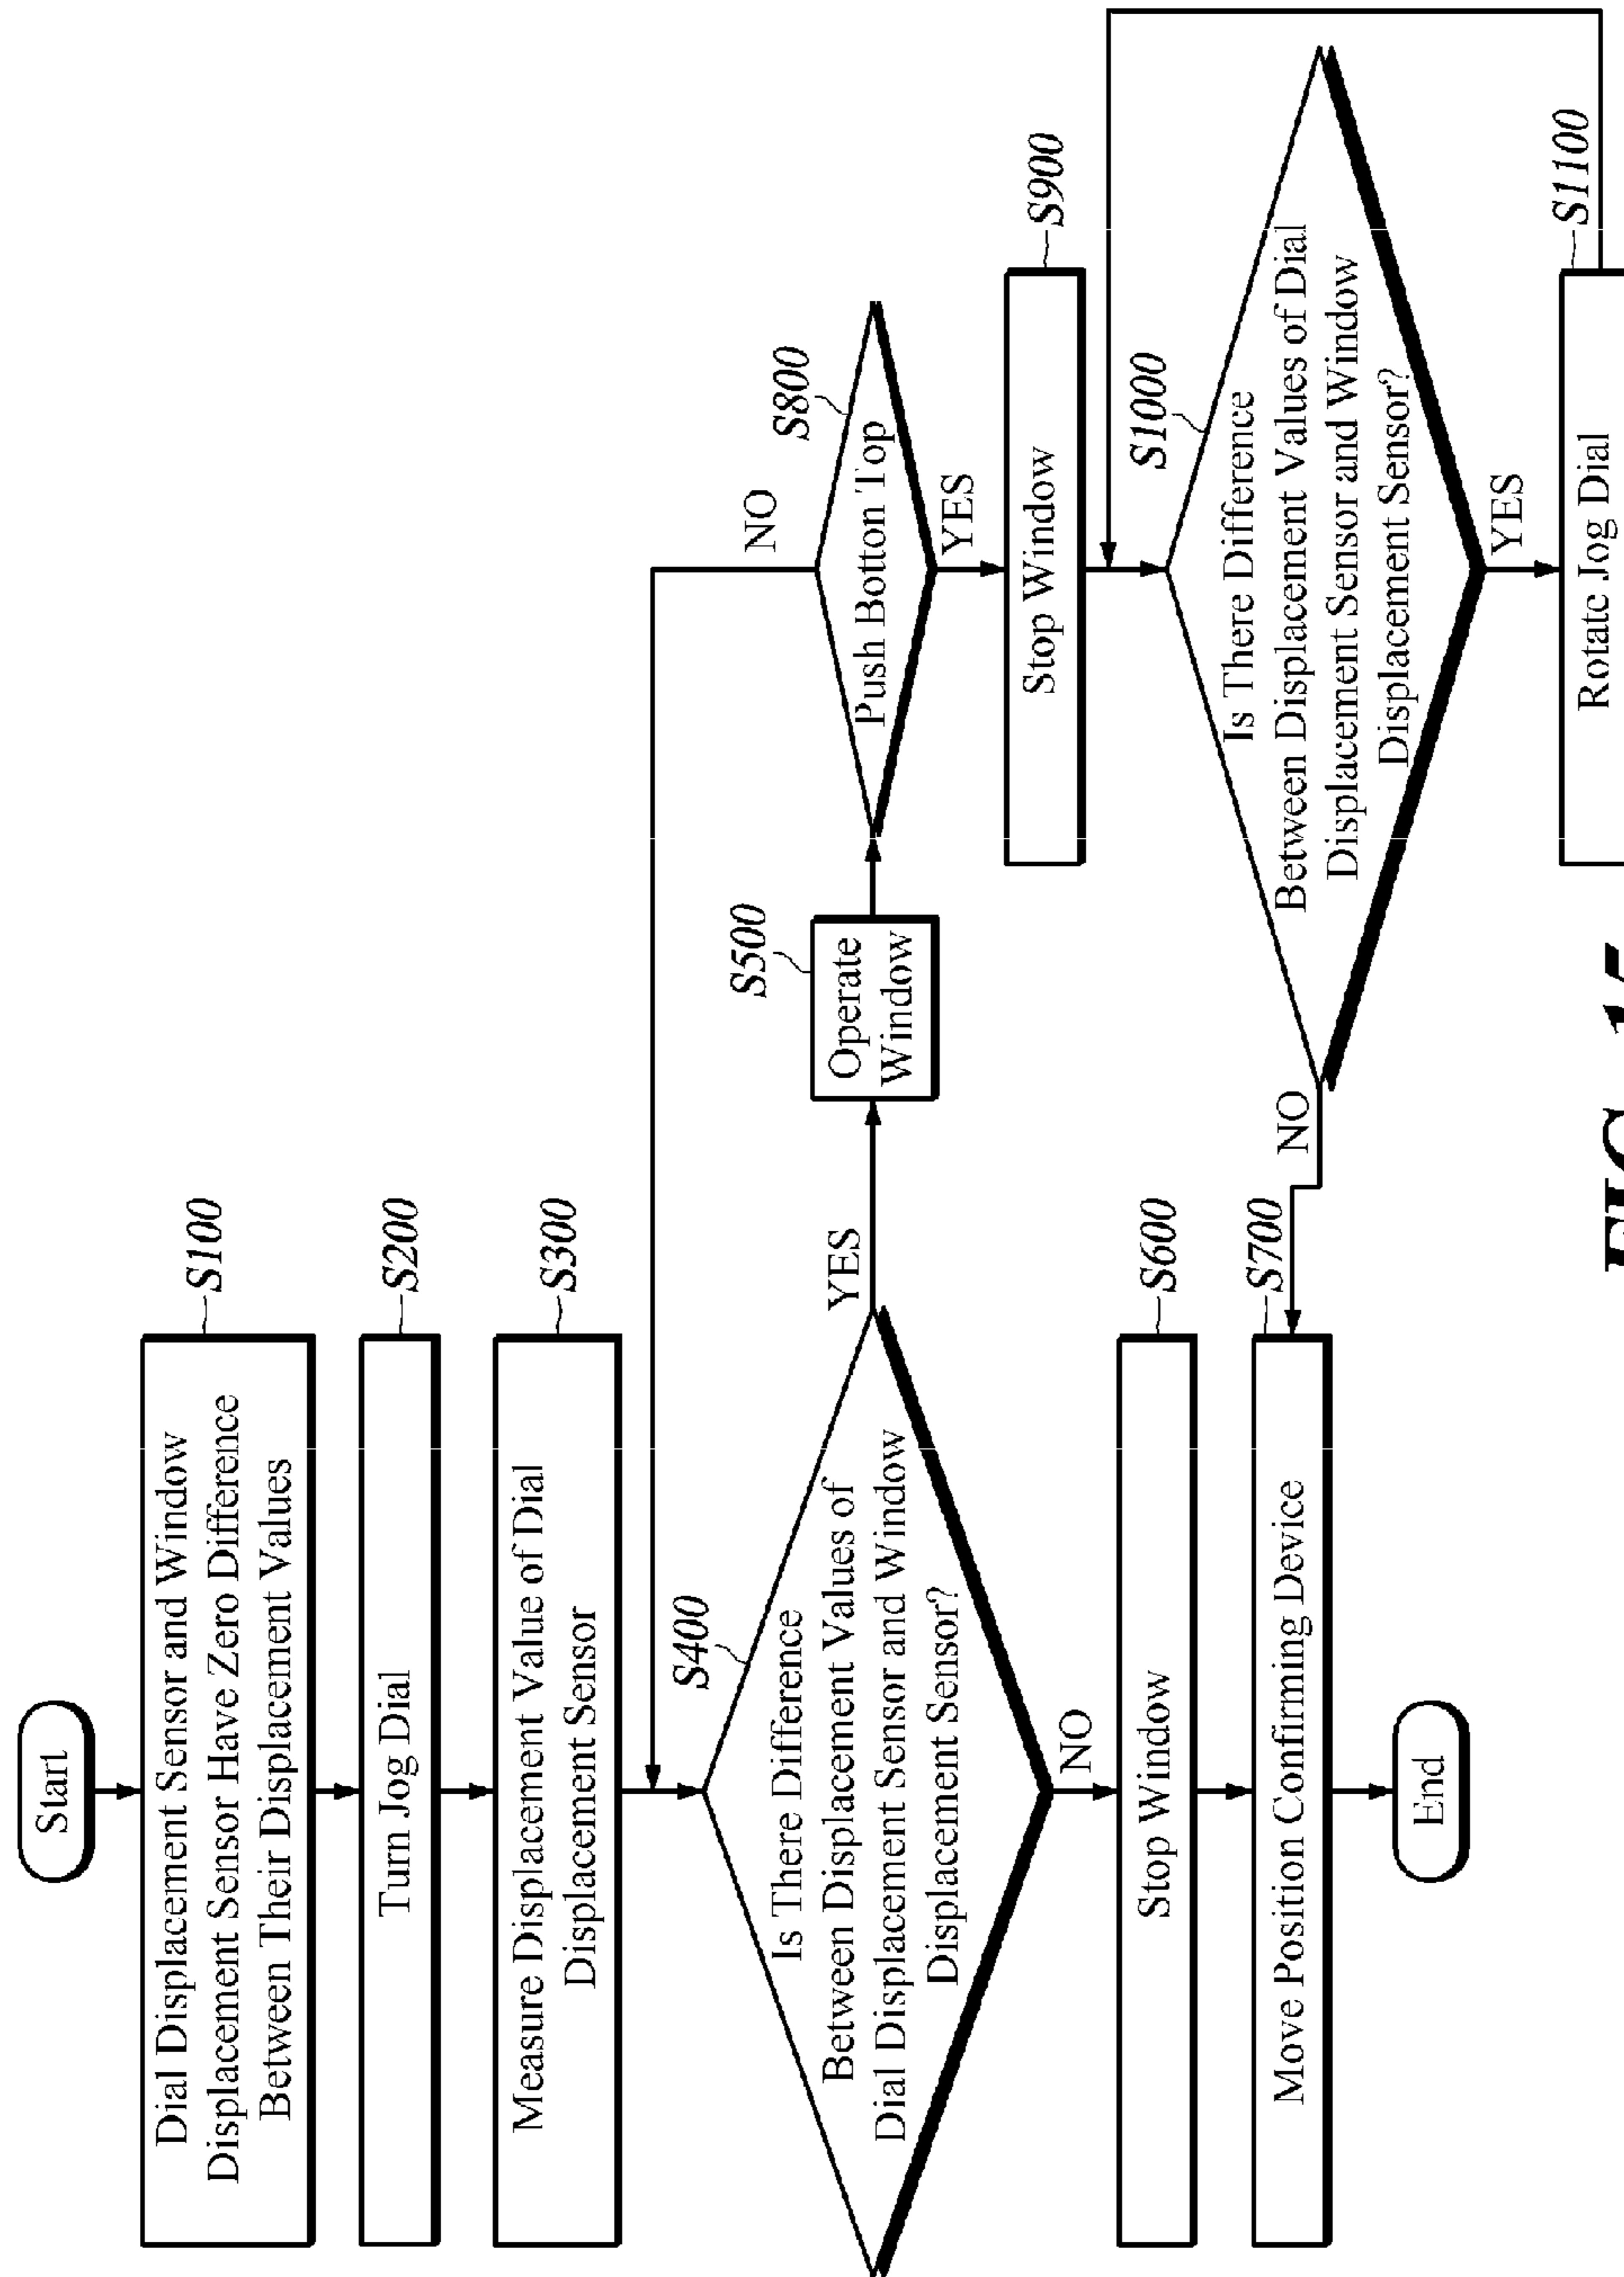 Start
Dial Displacement Sensor and Window
Displacement Sensor Have Zero Difference
Between Their Displacement Values
S100
Turn Jog Dial
S200
Measure Displacement Value of Dial
Displacement Sensor
S300
S400
Is There Difference
Between Displacement Values of
Dial Displacement Sensor and Window
Displacement Sensor?
YES
NO
S500
Operate
Window
S800
Push Botton Top
NO
YES
Stop Window
S600
Move Position Confirming Device
S700
End
Stop Window
S900
S1000
Is There Difference
Between Displacement Values of Dial
Displacement Sensor and Window
Displacement Sensor?
NO
YES
Rotate Jog Dial
S1100